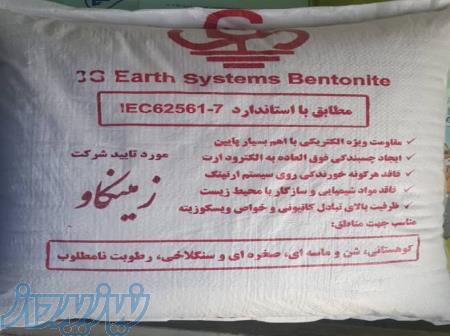 3G Earth Systems Bentonite
مطابق با استاندارد IEC62561-7
مقاومت ویژه الکتریکی با اهم بسیار پایین
ایجاد چسبندگی فوق العاده به الکترود ارت
فاقد هرگونه خورندگی روی سیستم ارتینگ
فاقد مواد شیمیایی و سازگار با محیط زیست
ظرفیت بالای تبادل کاتیونی و خواص ویسکوزیته
مورد تایید شرکت
زمینکاو
مناسب جهت مناطق:
کوهستانی، شن و ماسه ای، صخره ای و سنگلاخی، رطوبت نامطلوب
نیازپرداز